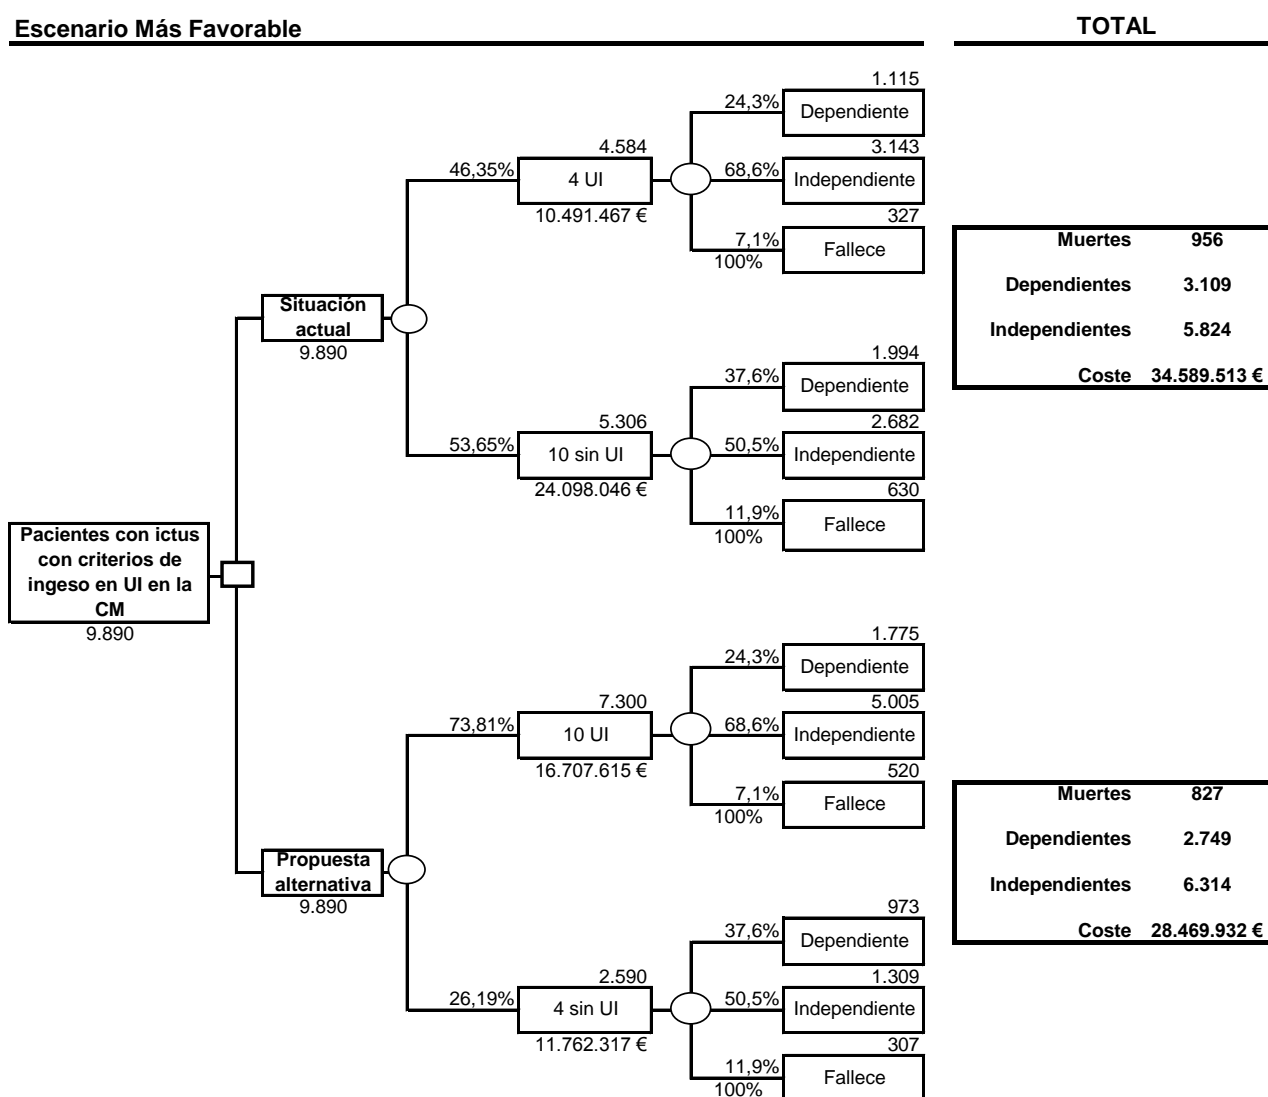 Escenario Más Favorable
TOTAL
1.115
24,3%
Dependiente
4.584
3.143
46,35%
4 UI
68,6%
Independiente
10.491.467 €
327
7,1%
Fallece
100%
Muertes 956
Dependientes 3.109
Independientes 5.824
Coste 34.589.513 €
Situación
actual
9.890
1.994
37,6%
Dependiente
5.306
2.682
53,65%
10 sin UI
50,5%
Independiente
24.098.046 €
630
11,9%
Fallece
100%
Pacientes con ictus
con criterios de
ingeso en UI en la
CM
9.890
1.775
24,3%
Dependiente
7.300
5.005
73,81%
10 UI
68,6%
Independiente
16.707.615 €
520
7,1%
Fallece
100%
Muertes 827
Dependientes 2.749
Independientes 6.314
Coste 28.469.932 €
Propuesta
alternativa
9.890
973
37,6%
Dependiente
2.590
1.309
26,19%
4 sin UI
50,5%
Independiente
11.762.317 €
307
11,9%
Fallece
100%